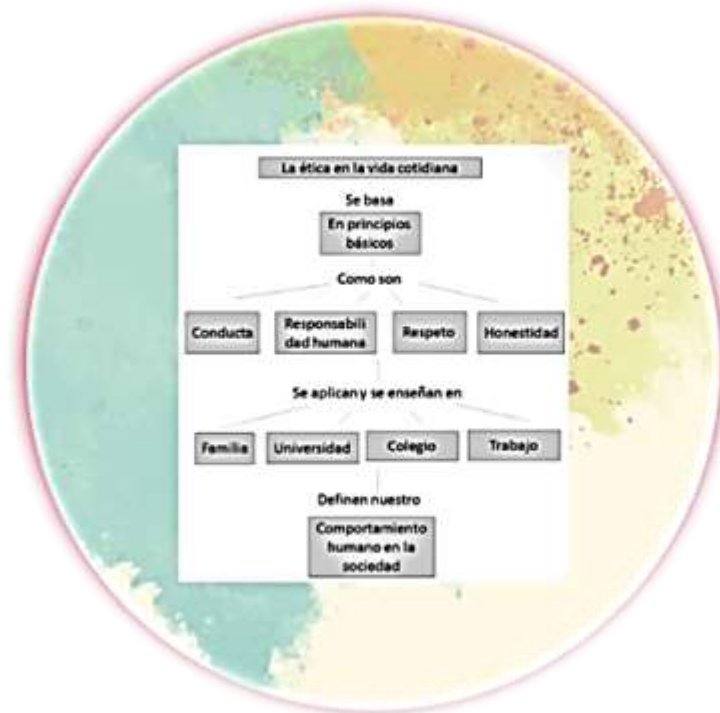 La ética en la vida cotidiana
Se basa
En principios
básicos
Como son
Conducta
Responsabili
dad humana
Respeto
Honestidad
Se aplican y se enseñan en
Familia
Universidad
Colegio
Trabajo
Definen nuestro
Comportamiento
humano en la
sociedad